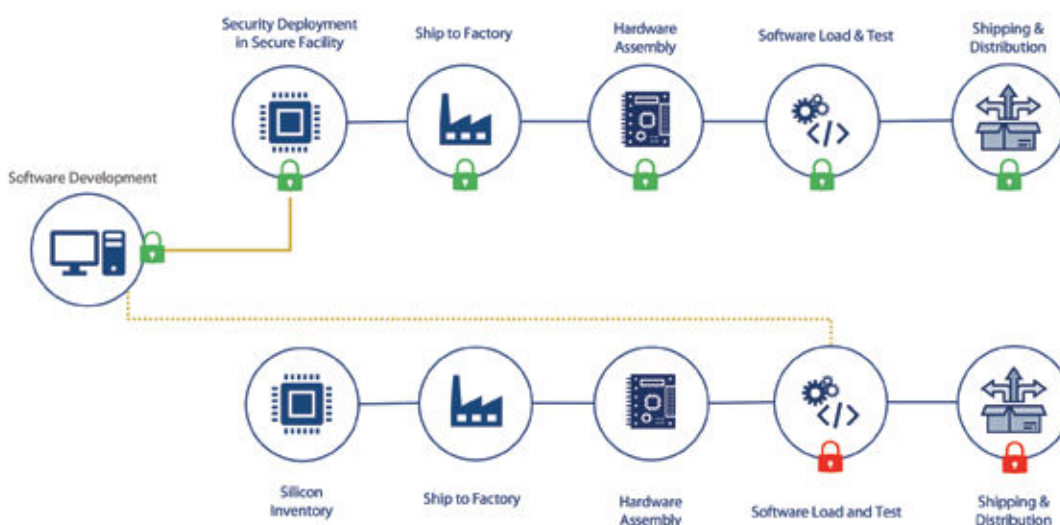 Security Deployment
in Secure Facility
Ship to Factory
Hardware
Assembly
Software Load & Test
Shipping &
Distribution
Software Development
</>
Silicon
Inventory
Ship to Factory
Hardware
Assembly
Software Load and Test
Shipping &
Distribution
</>